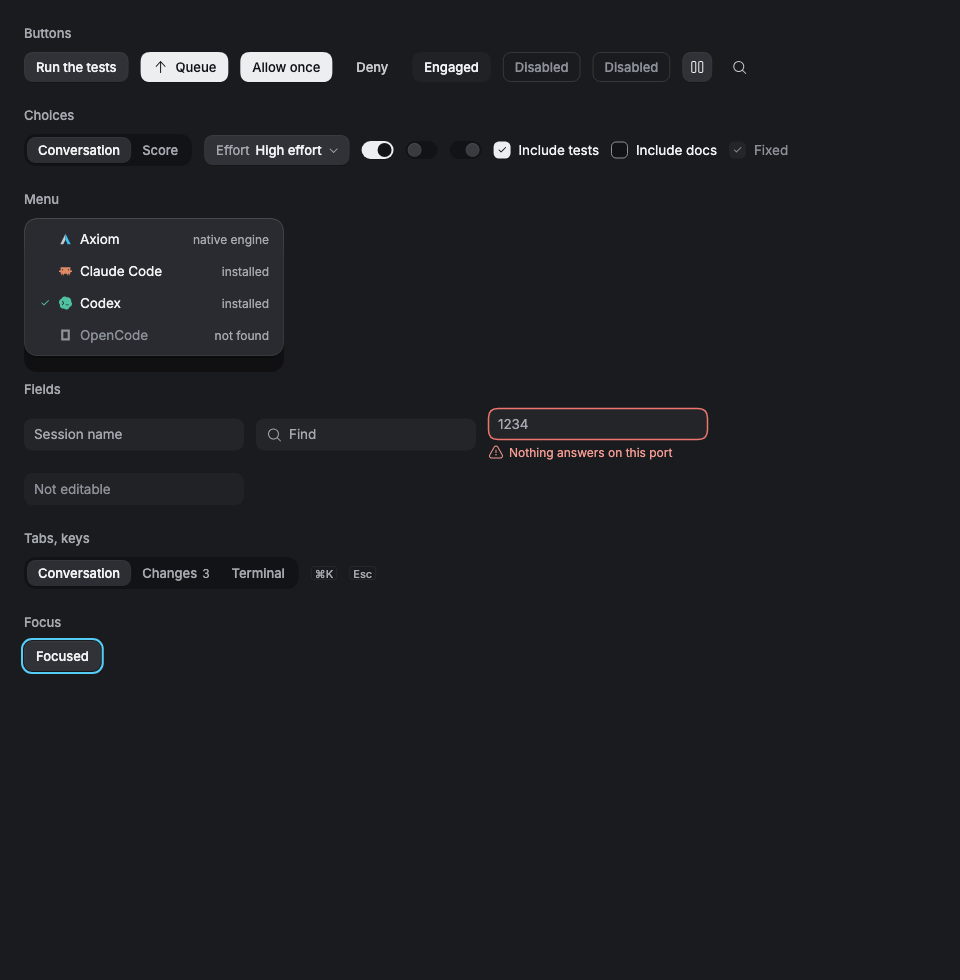 Buttons
Run the tests Queue Allow once Deny Engaged Disabled Disabled
Choices
Conversation Score Effort High effort Include tests Include docs Fixed
Menu
Axiom native engine
Claude Code installed
Codex installed
OpenCode not found
Fields
Session name Find 1234
Nothing answers on this port
Not editable
Tabs, keys
Conversation Changes 3 Terminal ⌘K Esc
Focus
Focused